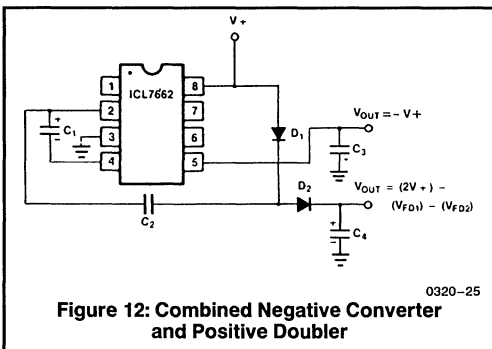 V+
ICL7662
1 8
2 7
3 6
4 5
+
C1
-
D1
VOUT = - V+
C3
+
C2
D2
VOUT = (2V +) -
(VFD1) - (VFD2)
+
C4
-
0320-25
Figure 12: Combined Negative Converter
and Positive Doubler